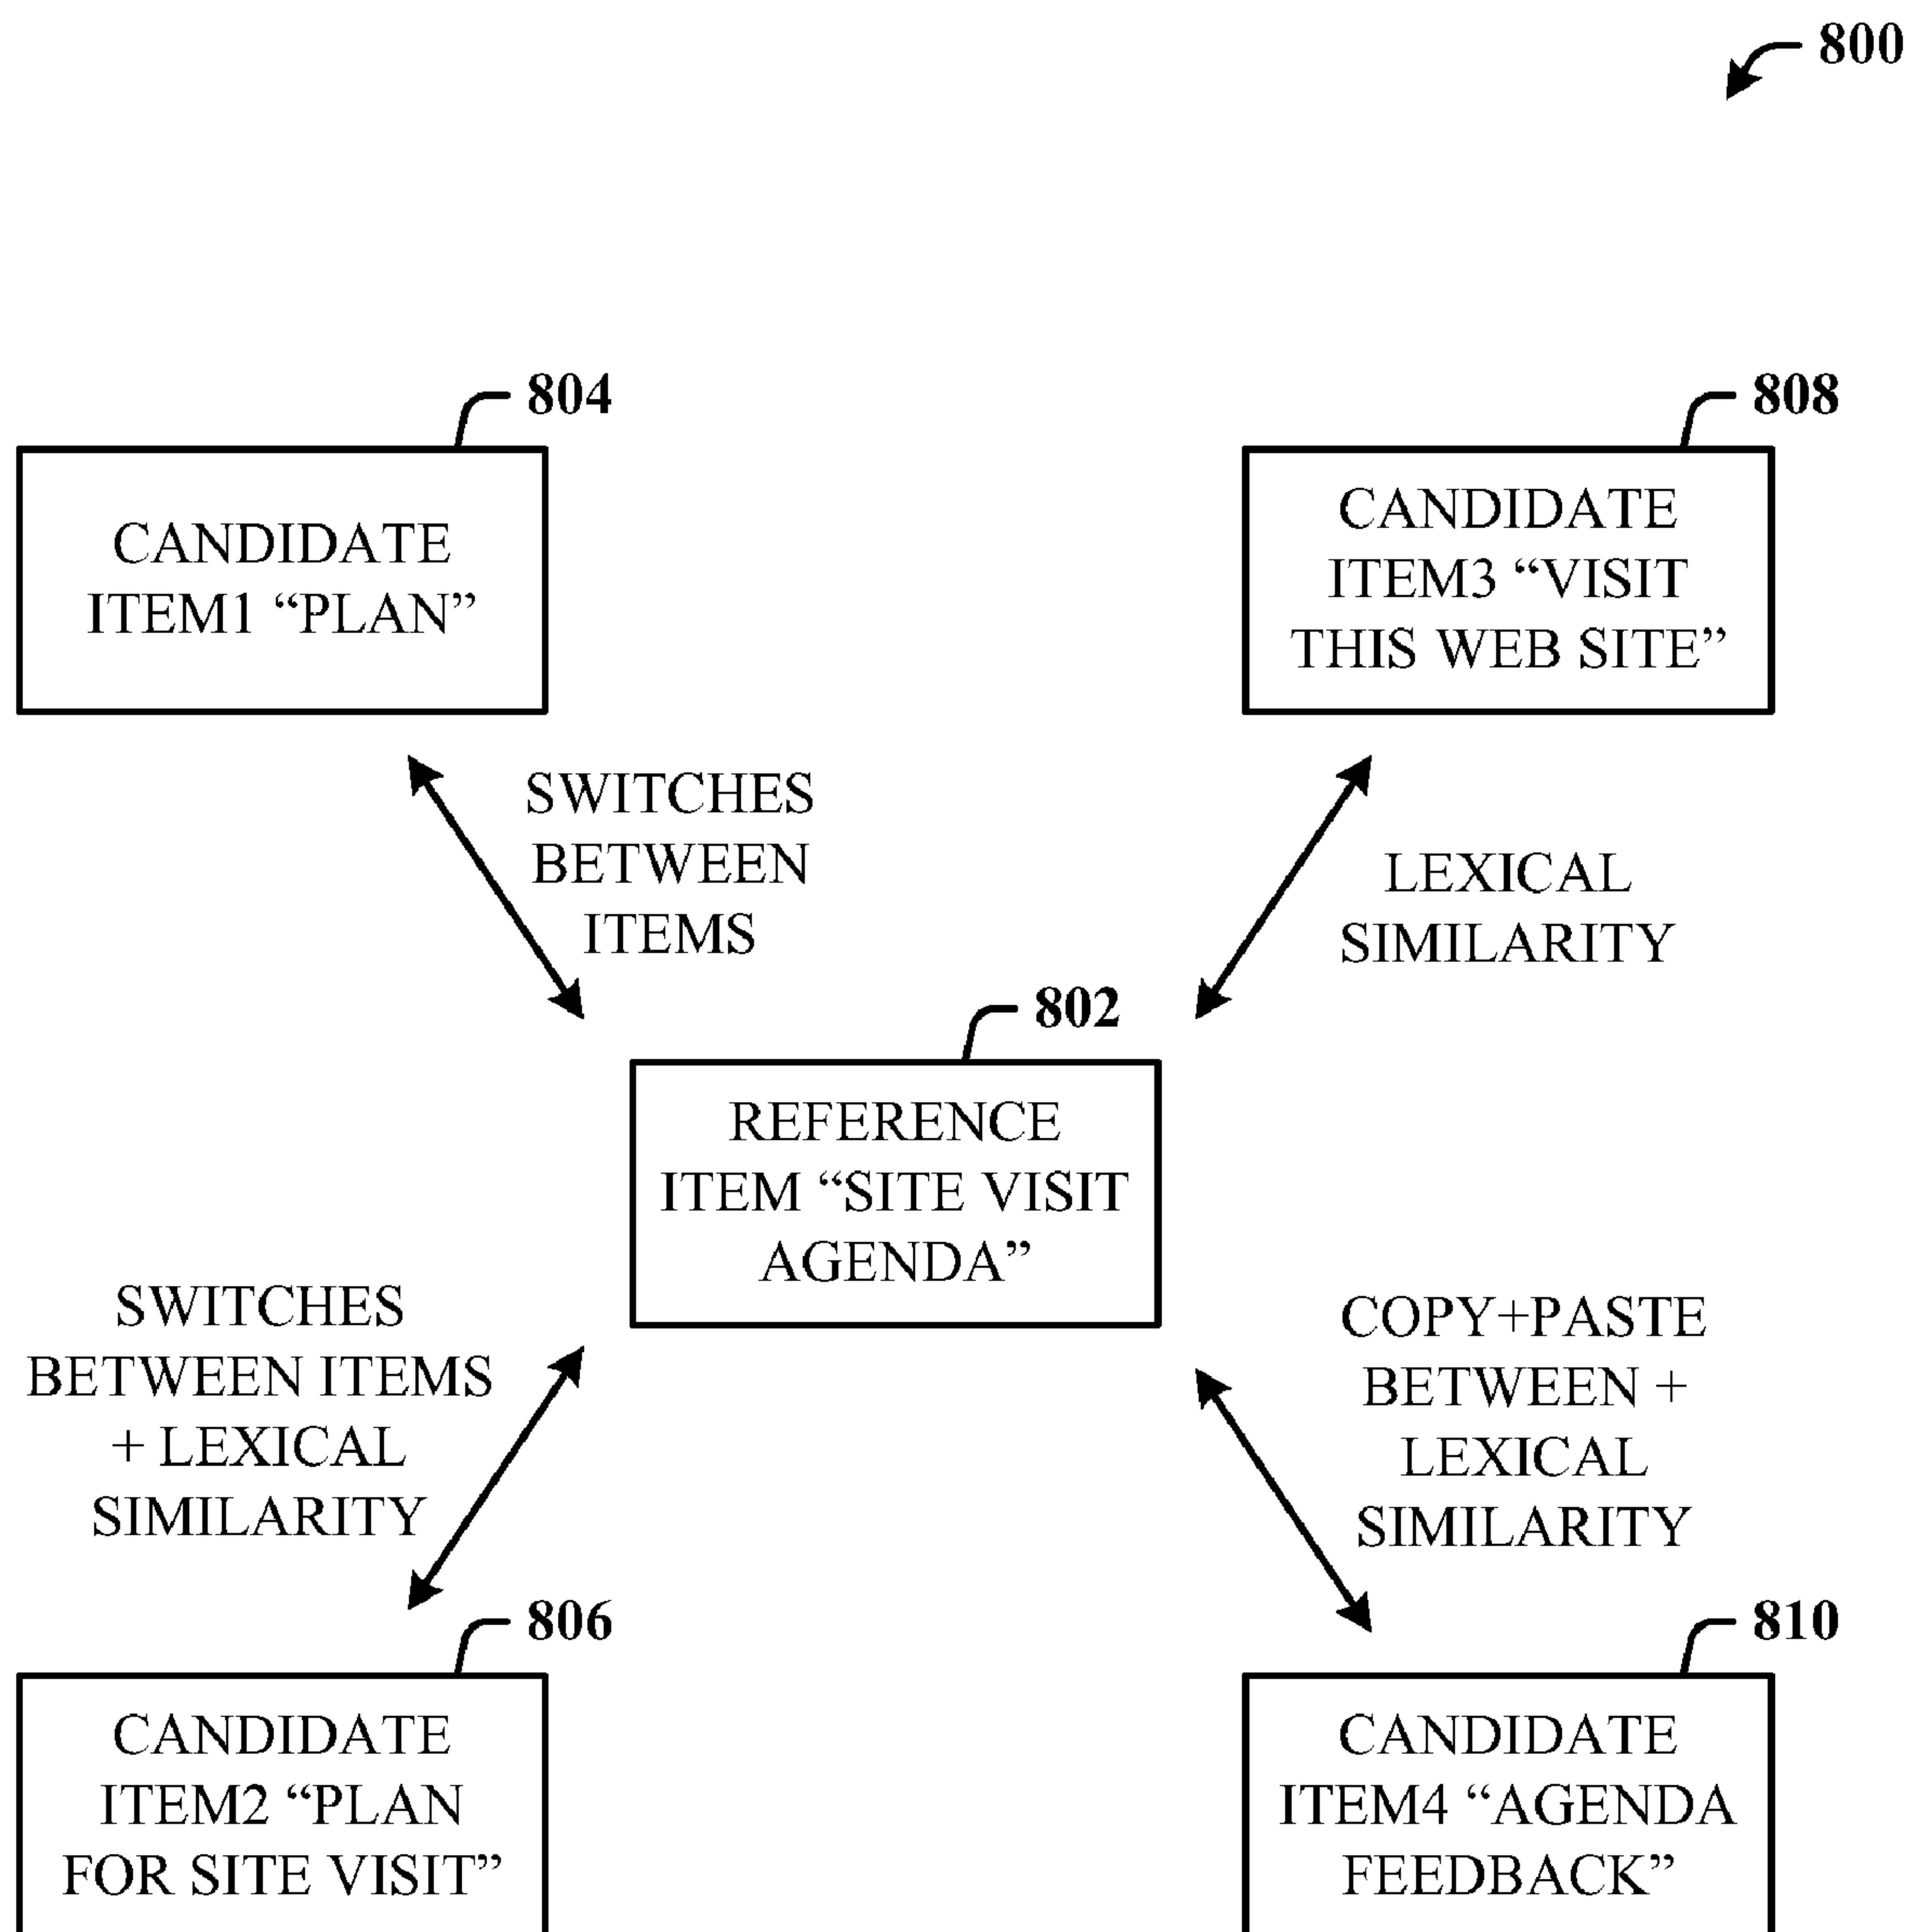 800
804
CANDIDATE
ITEM1 “PLAN”
808
CANDIDATE
ITEM3 “VISIT
THIS WEB SITE”
SWITCHES
BETWEEN
ITEMS
LEXICAL
SIMILARITY
802
REFERENCE
ITEM “SITE VISIT
AGENDA”
SWITCHES
BETWEEN ITEMS
+ LEXICAL
SIMILARITY
COPY+PASTE
BETWEEN +
LEXICAL
SIMILARITY
806
CANDIDATE
ITEM2 “PLAN
FOR SITE VISIT”
810
CANDIDATE
ITEM4 “AGENDA
FEEDBACK”